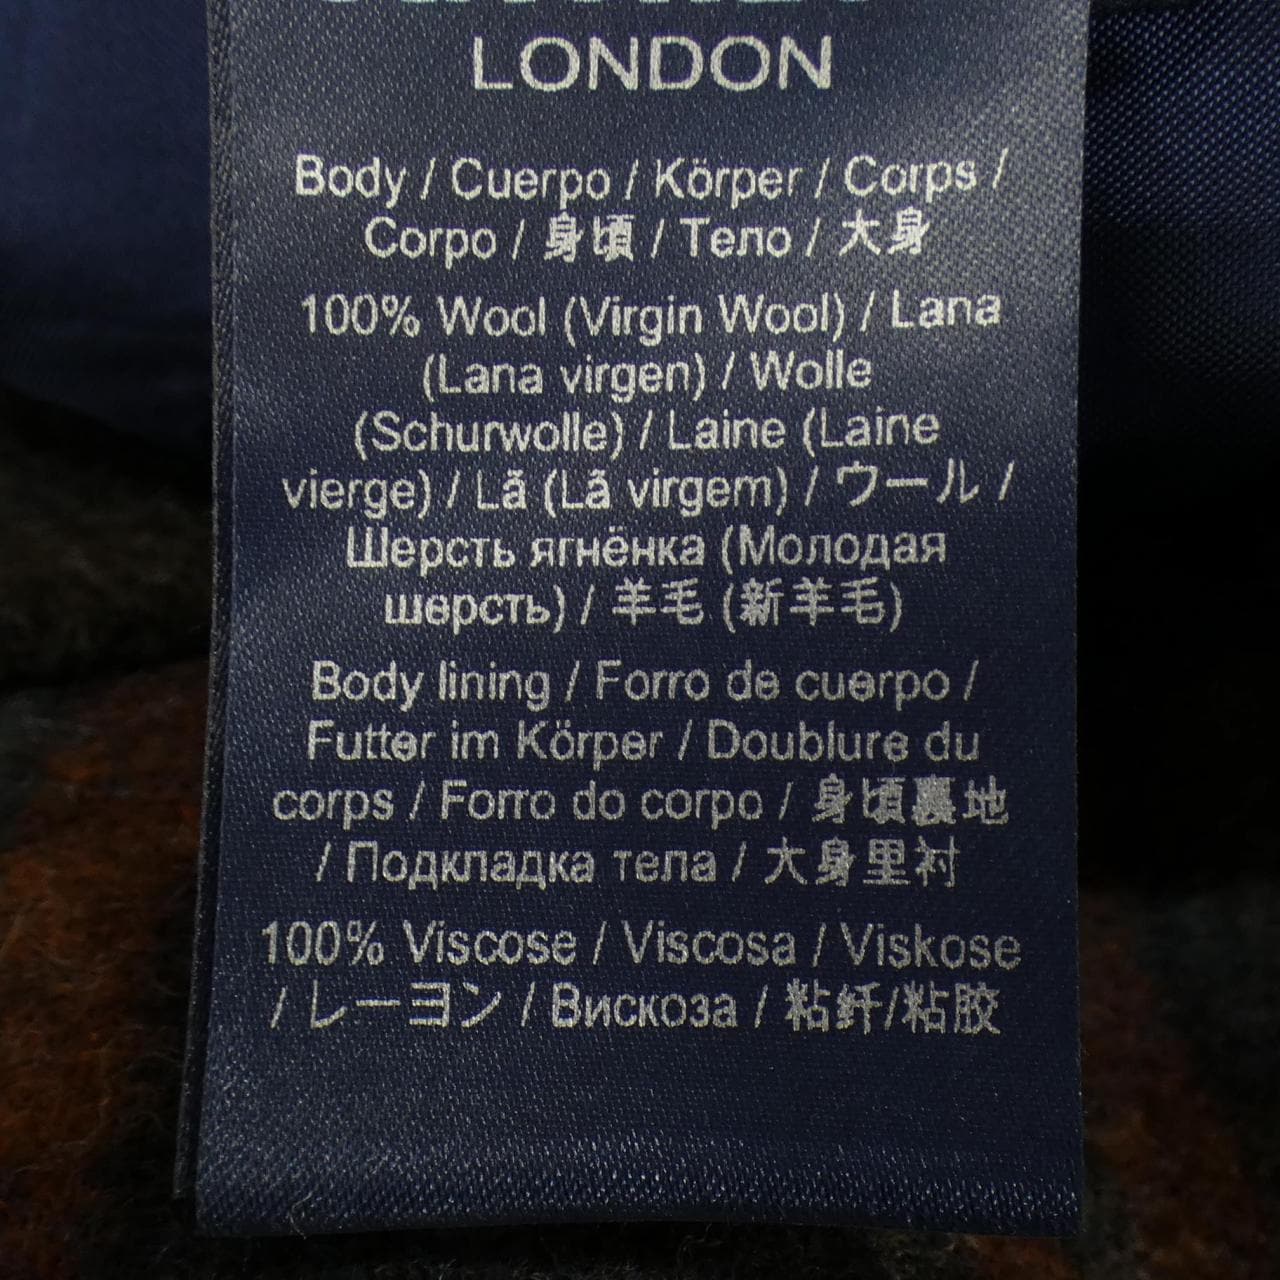 LONDON
Body / Cuerpo / Körper / Corps /
Corpo / 身頃 / Тело / 大身
100% Wool (Virgin Wool) / Lana
(Lana virgen) / Wolle
(Schurwolle) / Laine (Laine
vierge) / Lã (Lã virgem) / ウール /
Шерсть ягнёнка (Молодая
шерсть) / 羊毛 (新羊毛)
Body lining / Forro de cuerpo /
Futter im Körper / Doublure du
corps / Forro do corpo / 身頃裏地
/ Подкладка тела / 大身里衬
100% Viscose / Viscosa / Viskose
/ レーヨン / Вискоза / 粘纤/粘胶